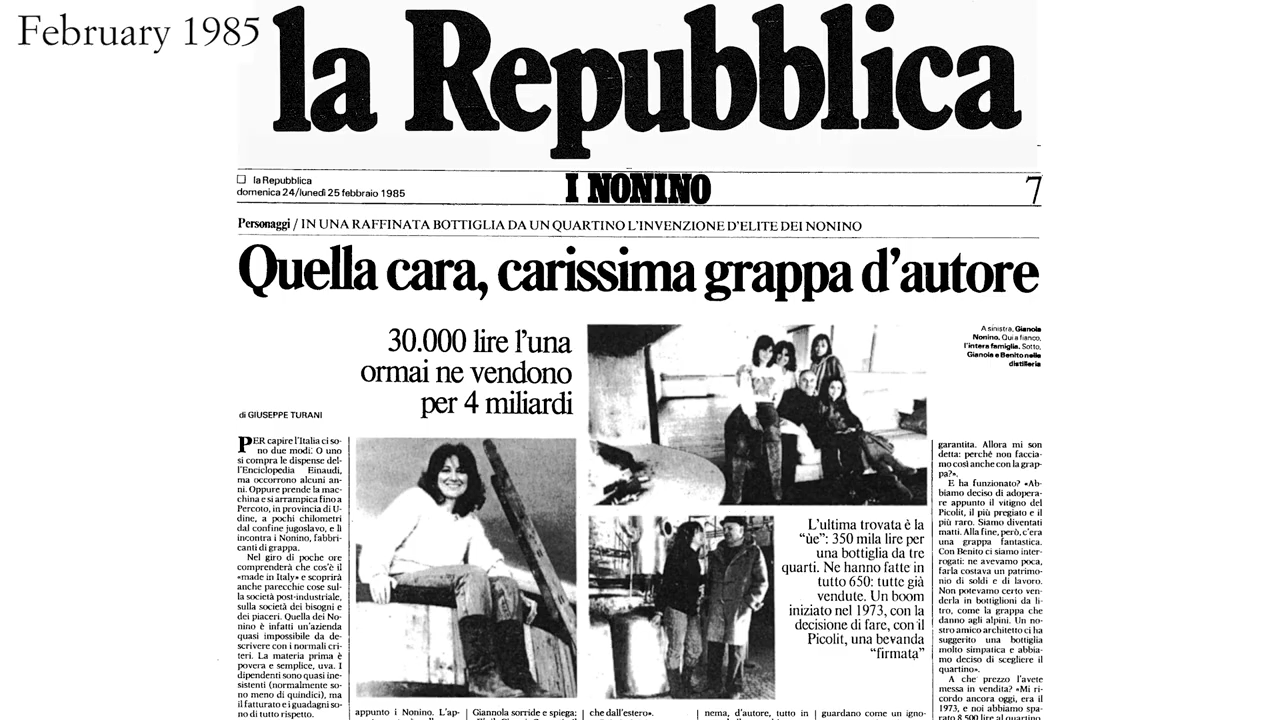 February 1985
la Repubblica
la Repubblica
domenica 24/lunedì 25 febbraio 1985
I NONINO
7
Personaggi / IN UNA RAFFINATA BOTTIGLIA DA UN QUARTINO L'INVENZIONE D'ELITE DEI NONINO
Quella cara, carissima grappa d'autore
30.000 lire l'una
ormai ne vendono
per 4 miliardi
A sinistra, Gianola
Nonino. Qui a fianco,
l'intera famiglia. Sotto,
Gianola e Benito nella
distilleria
di GIUSEPPE TURANI
PER capire l'Italia ci so-
no due modi: O uno
si compra le dispense del-
l'Enciclopedia Einaudi,
ma occorrono alcuni an-
ni. Oppure prende la mac-
china e si arrampica fino a
Percoto, in provincia di U-
dine, a pochi chilometri
dal confine jugoslavo, e lì
incontra i Nonino, fabbri-
canti di grappa.
Nel giro di poche ore
comprenderà che cos'è il
«made in Italy» e scoprirà
anche parecchie cose sul-
la società post-industriale,
sulla società dei bisogni e
dei piaceri. Quella dei No-
nino è infatti un'azienda
quasi impossibile da de-
scrivere con i normali cri-
teri. La materia prima è
povera e semplice, uva. I
dipendenti sono quasi ine-
sistenti (normalmente so-
no meno di quindici), ma
il fatturato e i guadagni so-
no di tutto rispetto.
appunto i Nonino. L'ap-
Giannola sorride e spiega:
che dall'estero».
nema, d'autore, tutto in
guardano come un igno-
L'ultima trovata è la
"ùe": 350 mila lire per
una bottiglia da tre
quarti. Ne hanno fatte in
tutto 650: tutte già
vendute. Un boom
iniziato nel 1973, con la
decisione di fare, con il
Picolit, una bevanda
"firmata"
garantita. Allora mi son
detta: perché non faccia-
mo così anche con la grap-
pa?».
E ha funzionato? «Ab-
biamo deciso di adopera-
re appunto il vitigno del
Picolit, il più pregiato e il
più raro. Siamo diventati
matti. Alla fine, però, c'era
una grappa fantastica.
Con Benito ci siamo inter-
rogati: ne avevamo poca,
farla costava un patrimo-
nio di soldi e di lavoro.
Non potevamo certo ven-
derla in bottiglioni da li-
tro, come la grappa che
danno agli alpini. Un no-
stro amico architetto ci ha
suggerito una bottiglia
molto simpatica e abbia-
mo deciso di scegliere il
quartino».
A che prezzo l'avete
messa in vendita? «Mi ri-
cordo ancora oggi, era il
1973, e noi abbiamo spa-
rato 8.500 lire al quartino.